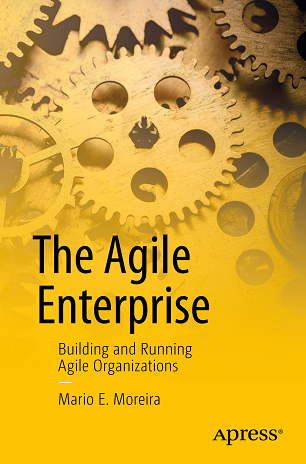 The Agile
Enterprise
Building and Running
Agile Organizations
Mario E. Moreira
Apress®